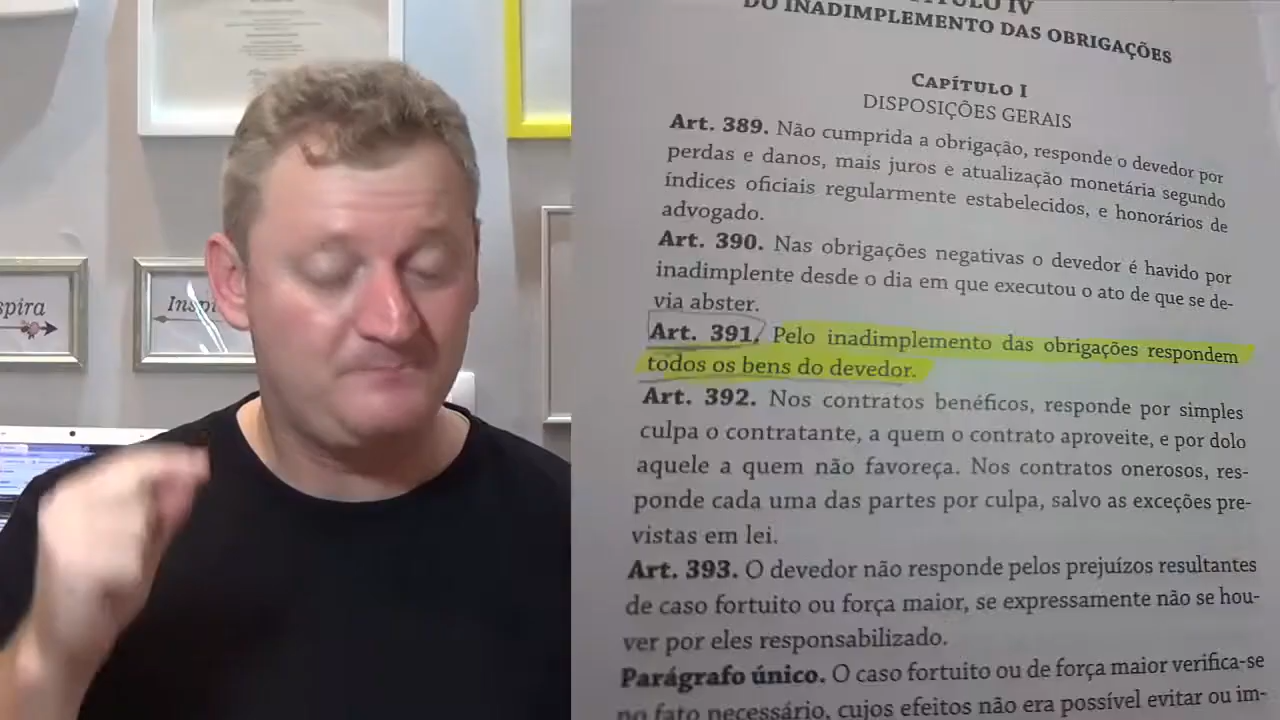 spira
Inspi
TÍTULO IV
DO INADIMPLEMENTO DAS OBRIGAÇÕES
CAPÍTULO I
DISPOSIÇÕES GERAIS
Art. 389. Não cumprida a obrigação, responde o devedor por
perdas e danos, mais juros e atualização monetária segundo
índices oficiais regularmente estabelecidos, e honorários de
advogado.
Art. 390. Nas obrigações negativas o devedor é havido por
inadimplente desde o dia em que executou o ato de que se de-
via abster.
Art. 391. Pelo inadimplemento das obrigações respondem
todos os bens do devedor.
Art. 392. Nos contratos benéficos, responde por simples
culpa o contratante, a quem o contrato aproveite, e por dolo
aquele a quem não favoreça. Nos contratos onerosos, res-
ponde cada uma das partes por culpa, salvo as exceções pre-
vistas em lei.
Art. 393. O devedor não responde pelos prejuízos resultantes
de caso fortuito ou força maior, se expressamente não se hou-
ver por eles responsabilizado.
Parágrafo único. O caso fortuito ou de força maior verifica-se
no fato necessário, cujos efeitos não era possível evitar ou im-